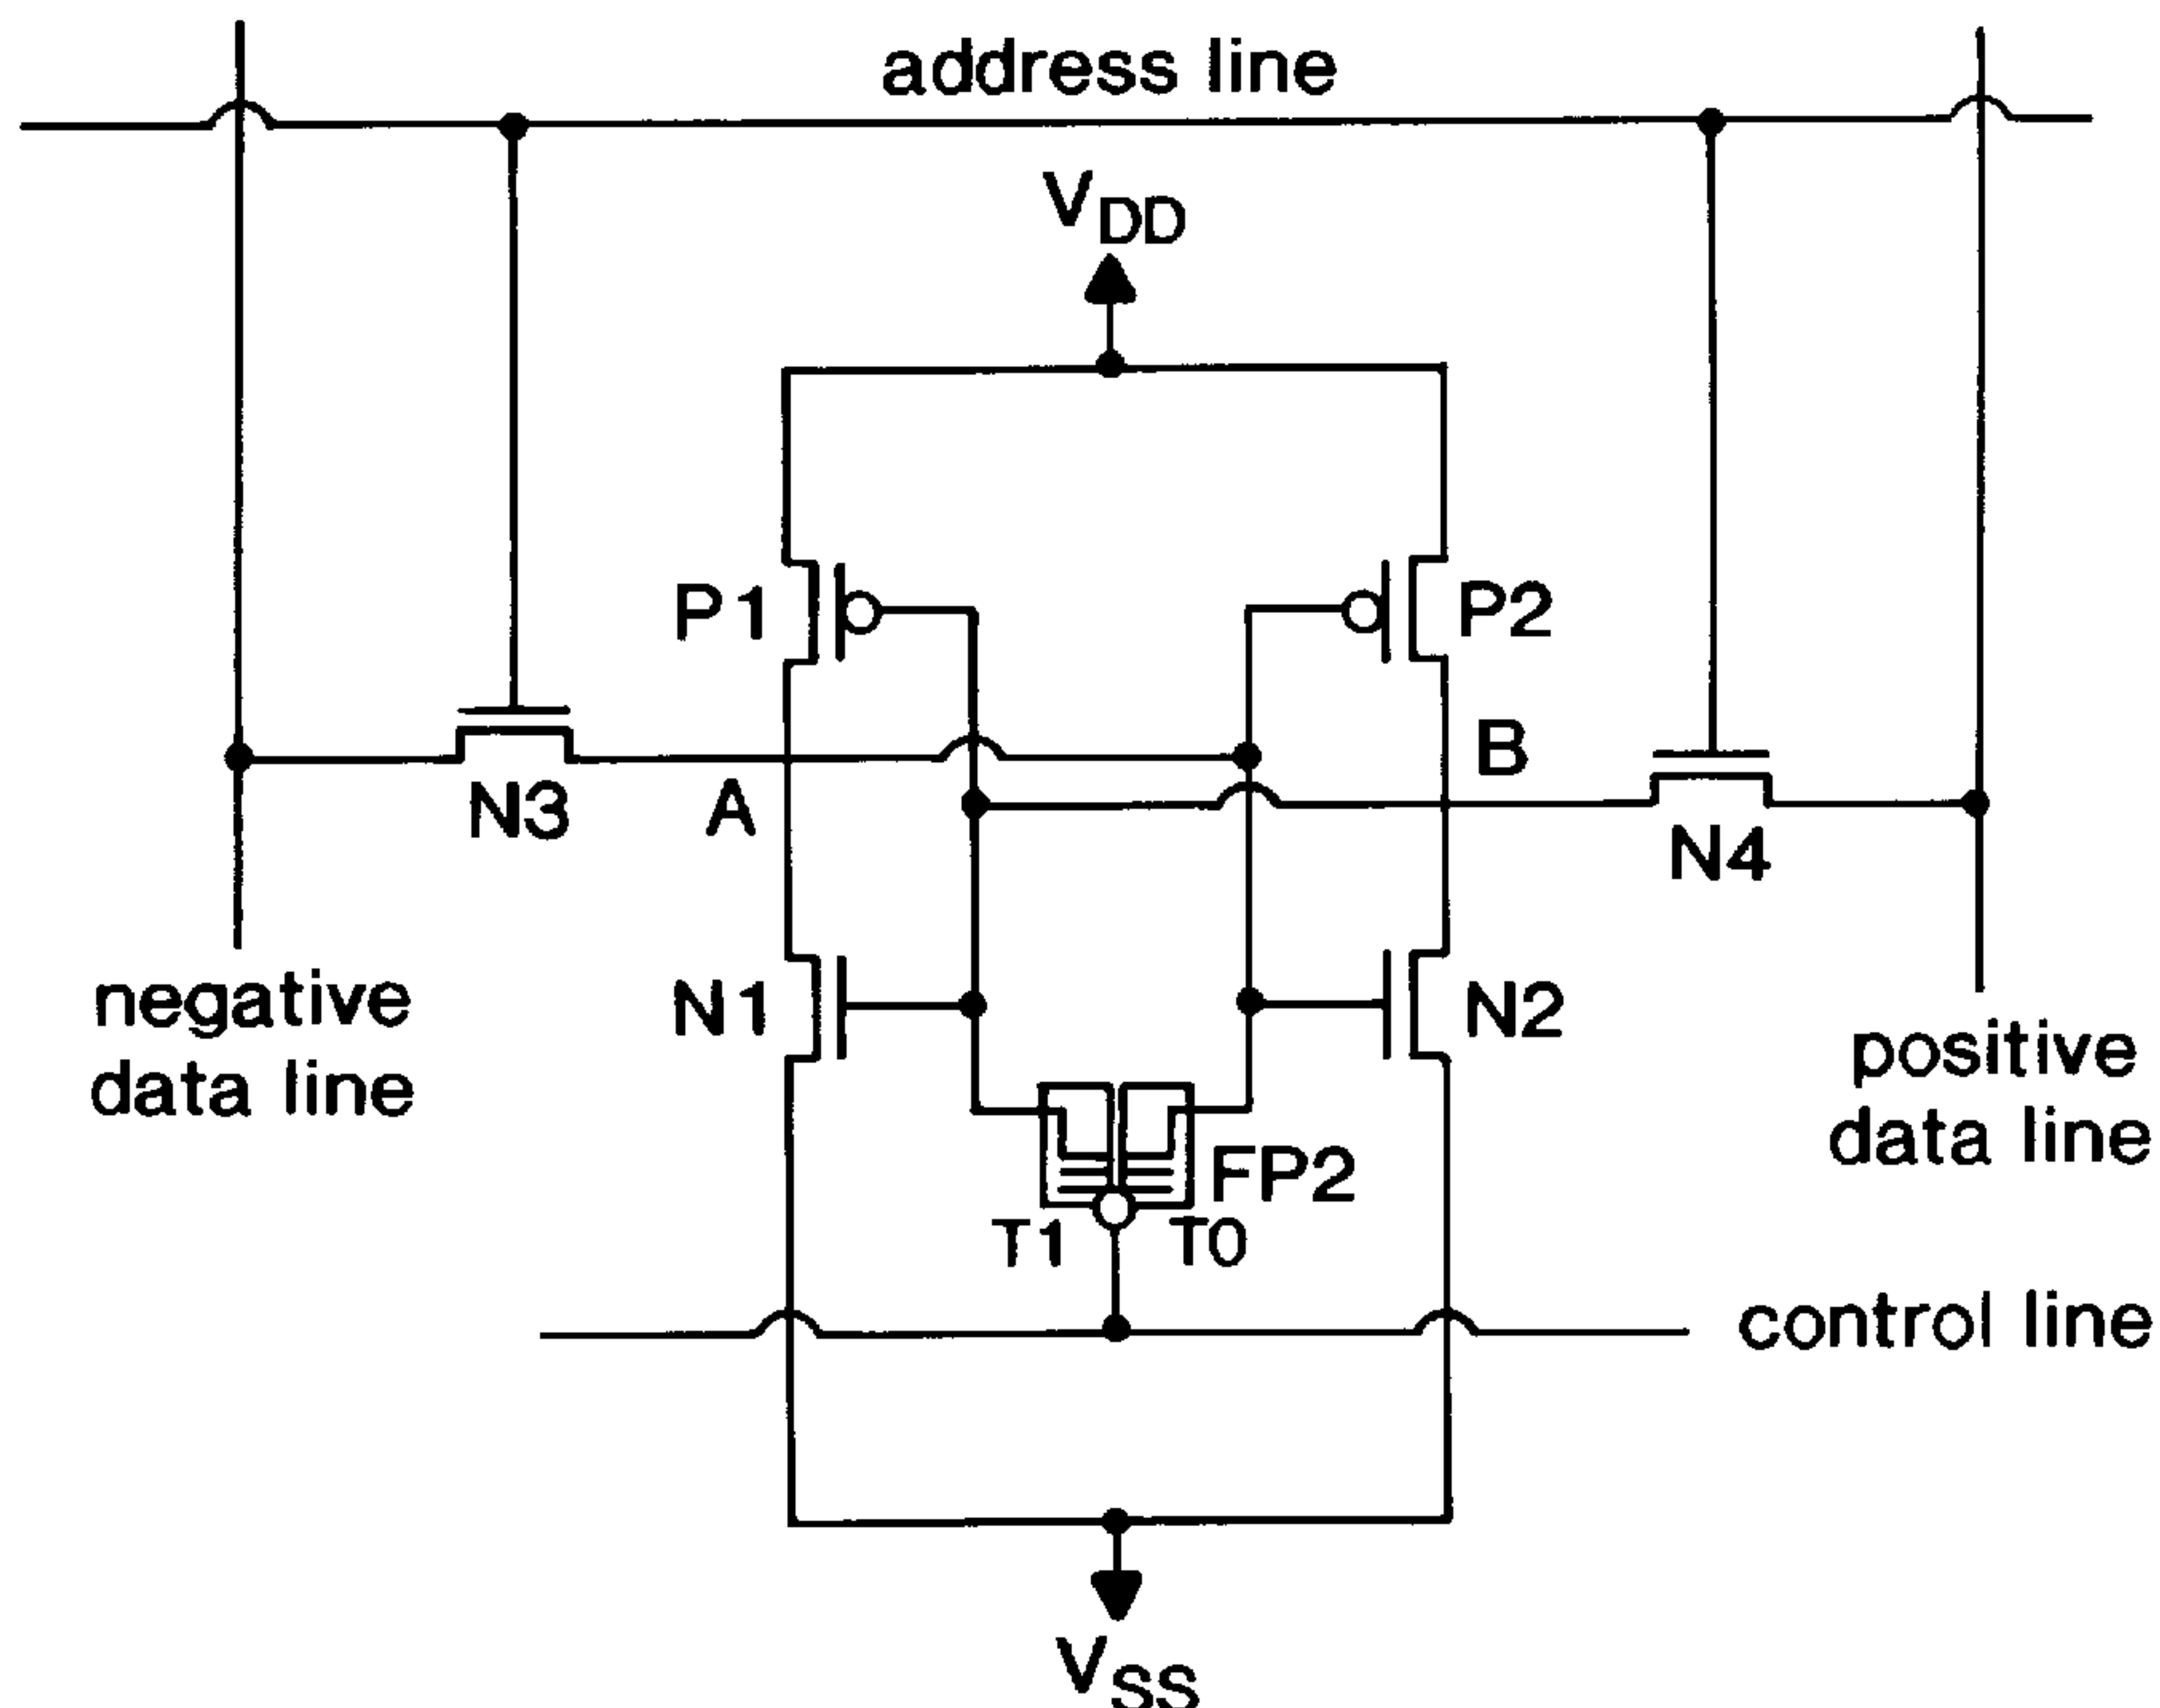 address line
VDD
P1
P2
B
N3
A
N4
N1
N2
negative
data line
positive
data line
FP2
T1
T0
control line
VSS